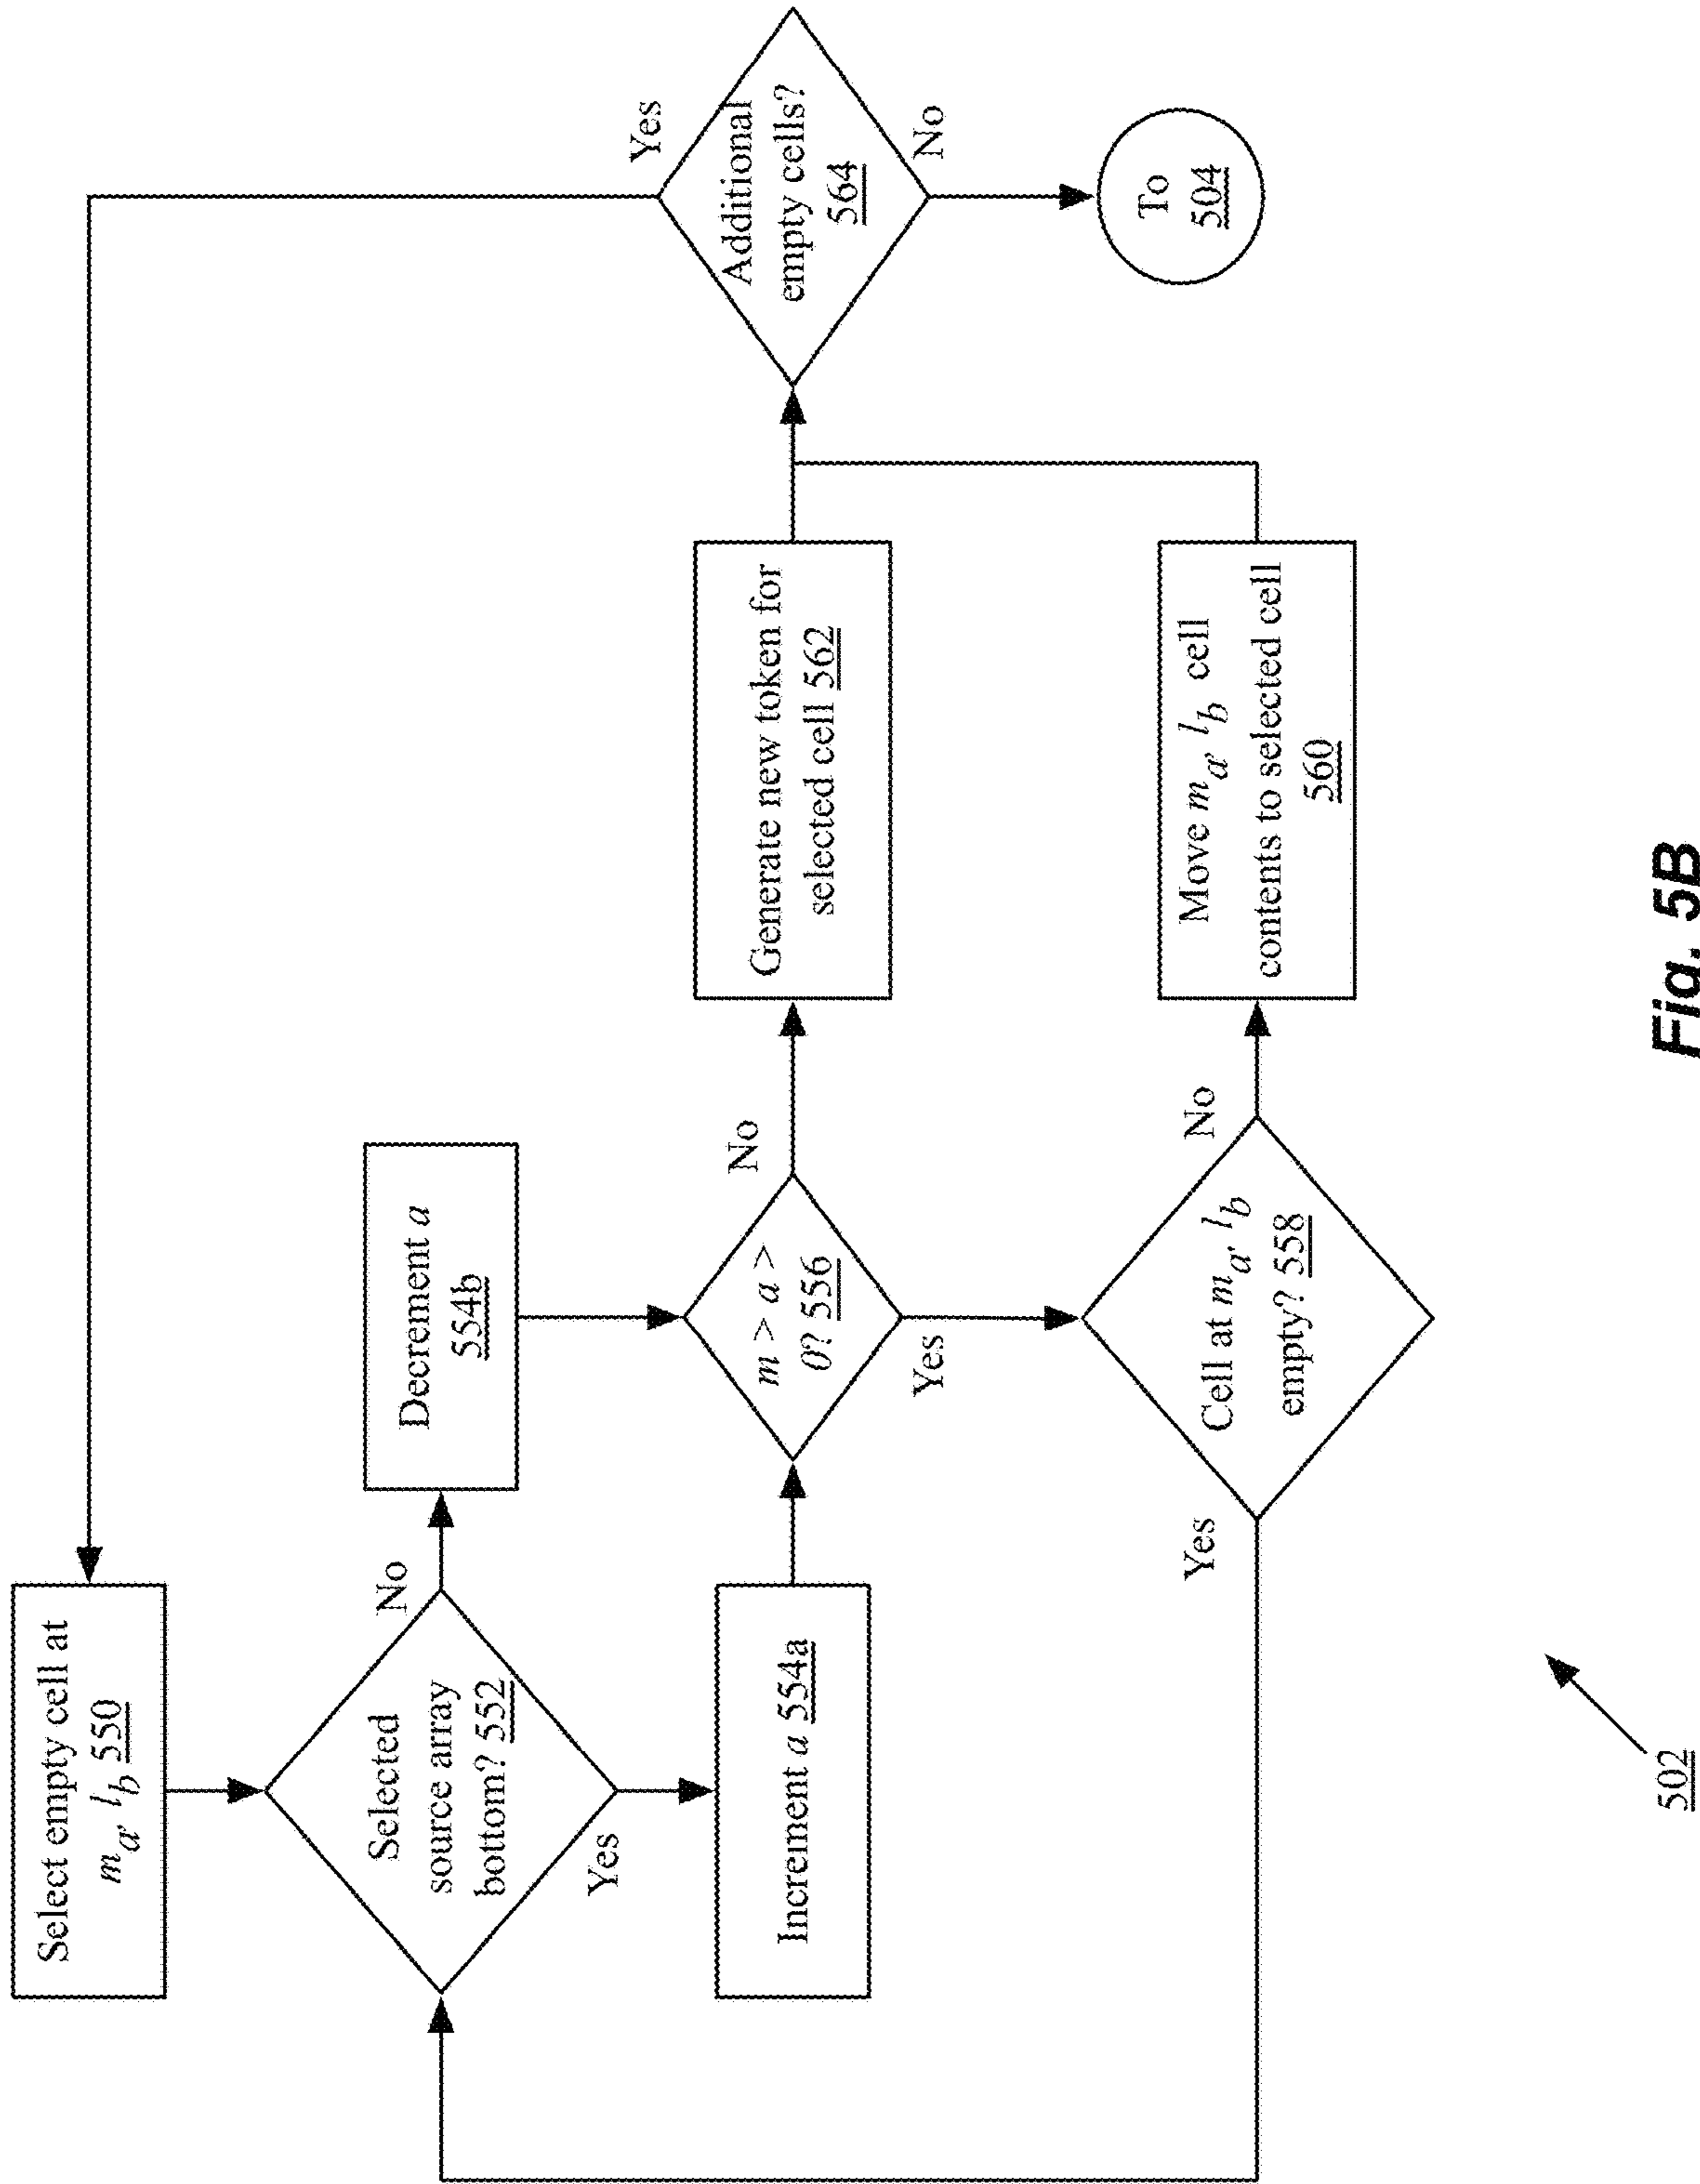 Select empty cell at
m_a, l_b 550
Selected
source array
bottom? 552
No
Yes
Decrement a
554b
Increment a 554a
m > a >
0? 556
No
Yes
Generate new token for
selected cell 562
Cell at m_a, l_b
empty? 558
Yes
No
Move m_a, l_b cell
contents to selected cell
560
Additional
empty cells?
564
Yes
No
To
504
502
Fig. 5B